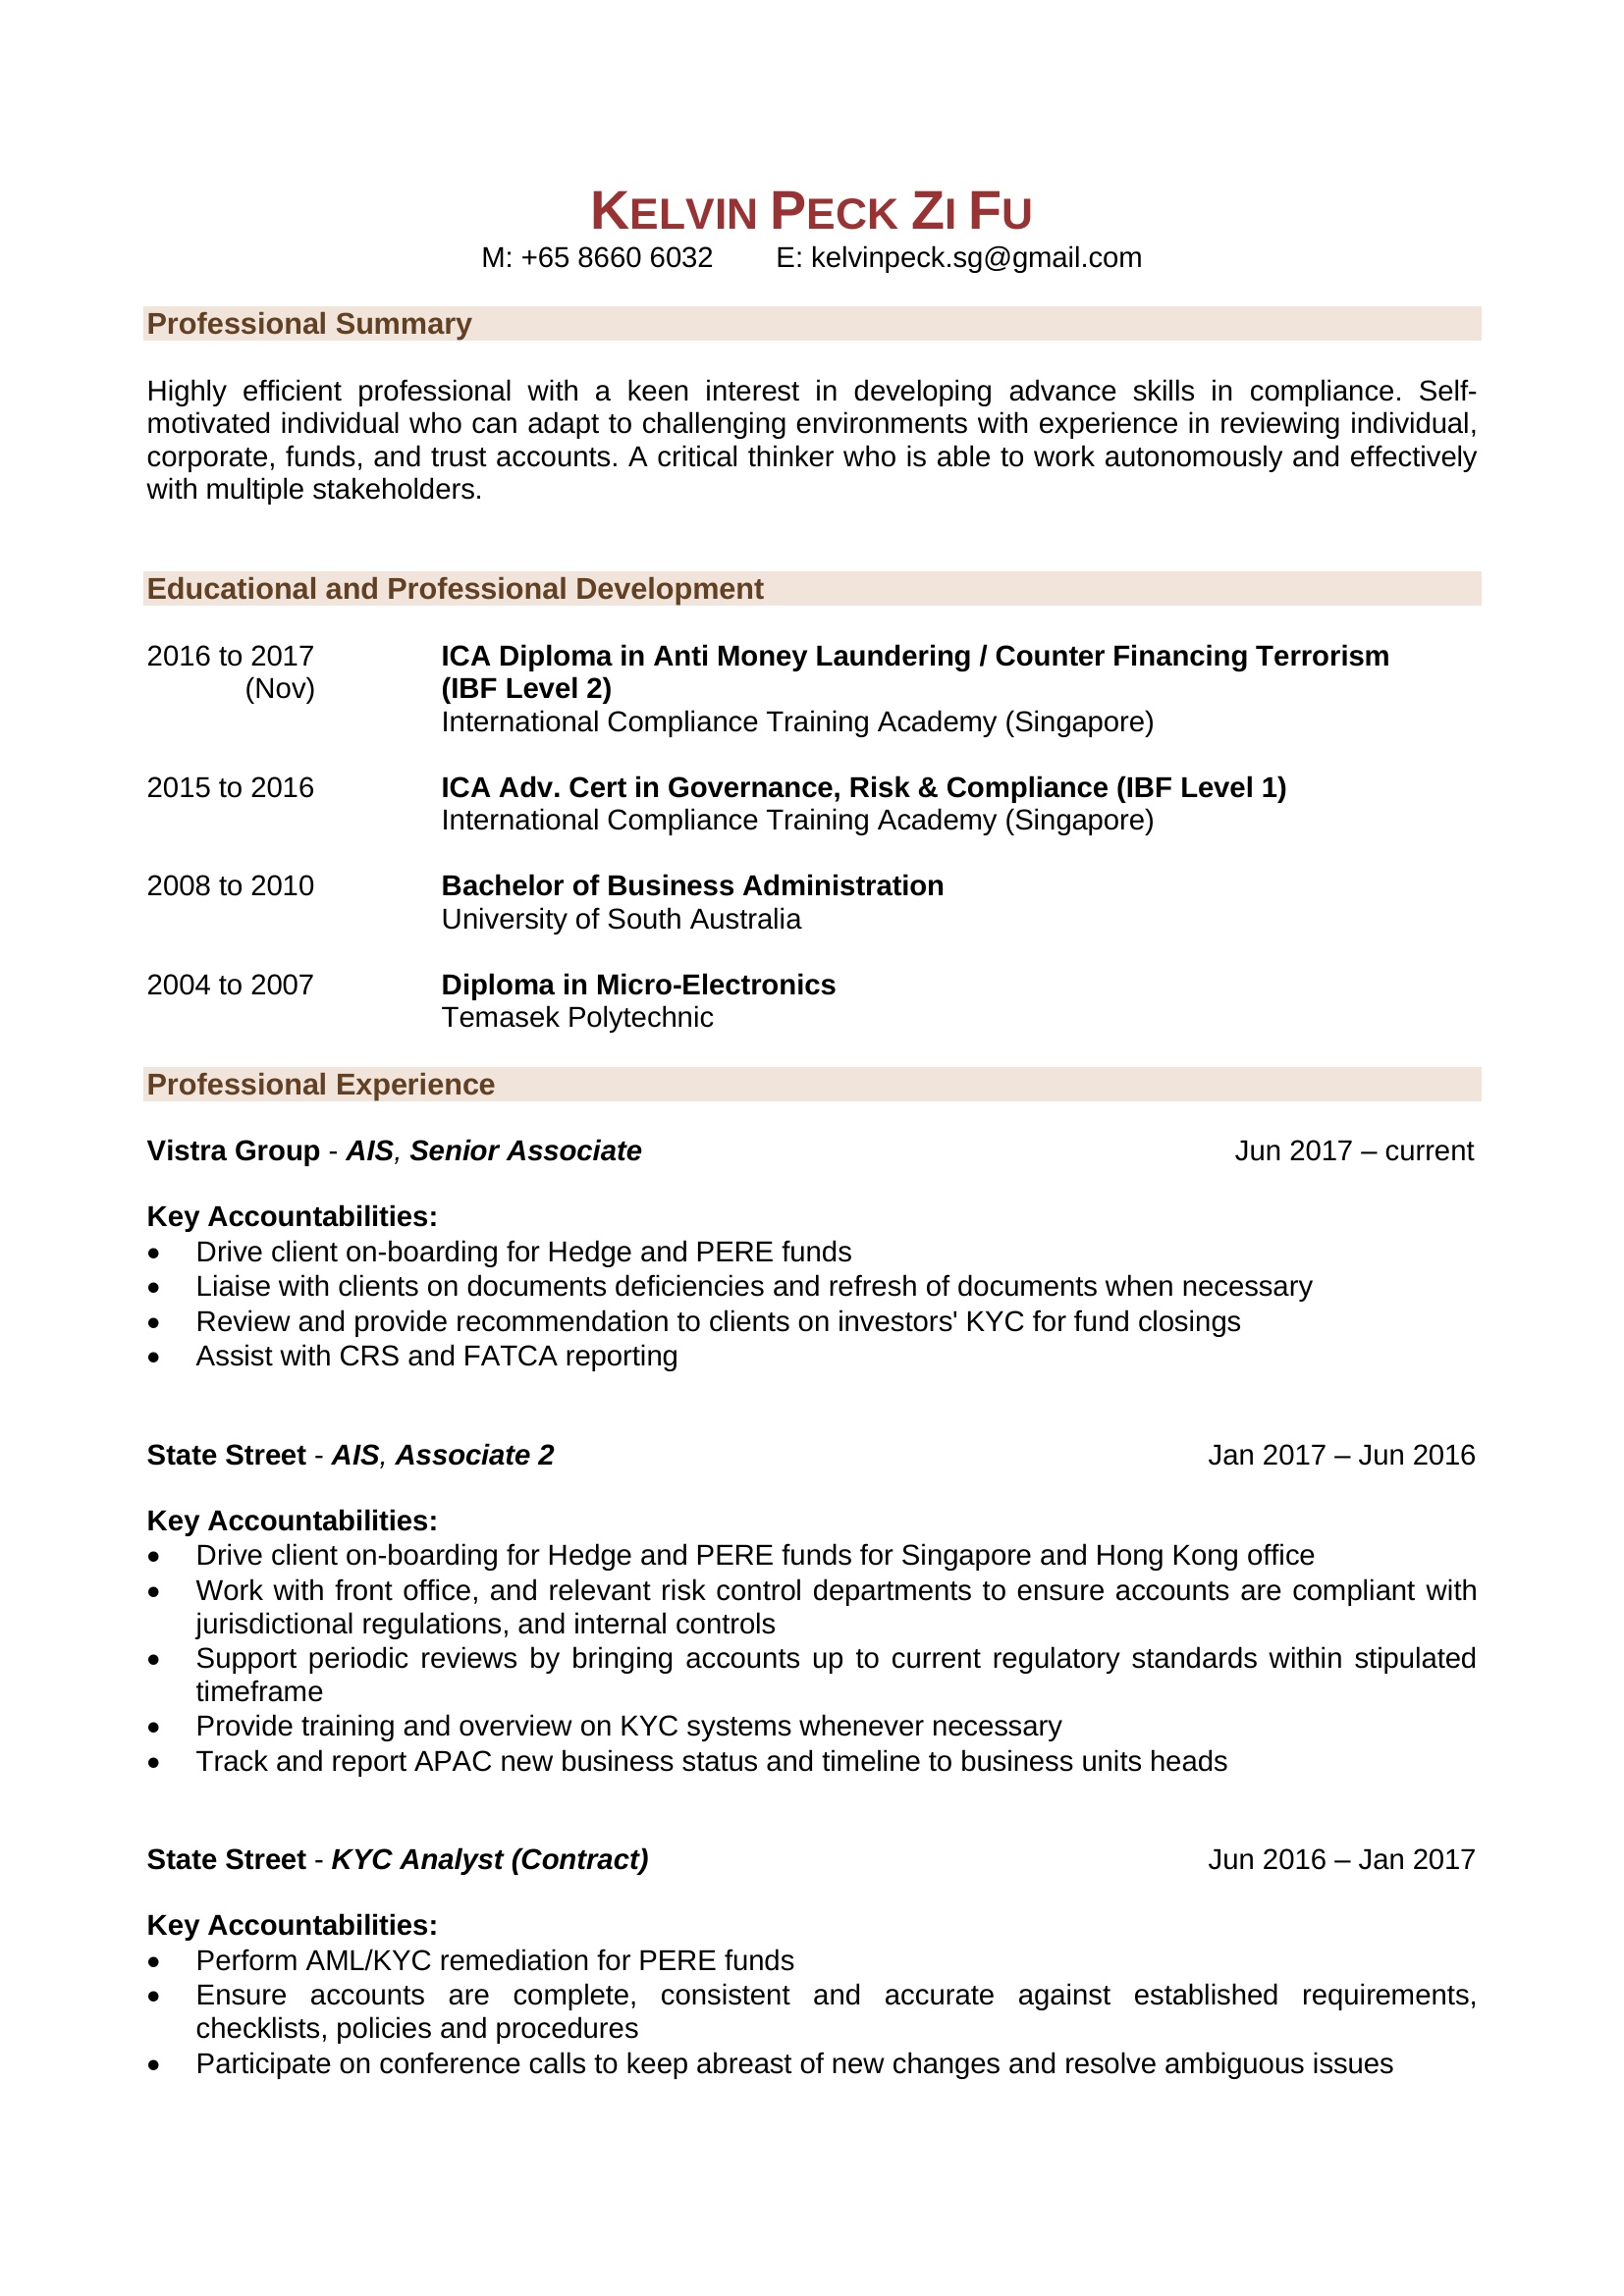 KELVIN PECK ZI FU
M: +65 8660 6032 E: kelvinpeck.sg@gmail.com
Professional Summary
Highly efficient professional with a keen interest in developing advance skills in compliance. Self-
motivated individual who can adapt to challenging environments with experience in reviewing individual,
corporate, funds, and trust accounts. A critical thinker who is able to work autonomously and effectively
with multiple stakeholders.
Educational and Professional Development
2016 to 2017 ICA Diploma in Anti Money Laundering / Counter Financing Terrorism
(Nov) (IBF Level 2)
International Compliance Training Academy (Singapore)
2015 to 2016 ICA Adv. Cert in Governance, Risk & Compliance (IBF Level 1)
International Compliance Training Academy (Singapore)
2008 to 2010 Bachelor of Business Administration
University of South Australia
2004 to 2007 Diploma in Micro-Electronics
Temasek Polytechnic
Professional Experience
Vistra Group - AIS, Senior Associate Jun 2017 – current
Key Accountabilities:
• Drive client on-boarding for Hedge and PERE funds
• Liaise with clients on documents deficiencies and refresh of documents when necessary
• Review and provide recommendation to clients on investors' KYC for fund closings
• Assist with CRS and FATCA reporting
State Street - AIS, Associate 2 Jan 2017 – Jun 2016
Key Accountabilities:
• Drive client on-boarding for Hedge and PERE funds for Singapore and Hong Kong office
• Work with front office, and relevant risk control departments to ensure accounts are compliant with
jurisdictional regulations, and internal controls
• Support periodic reviews by bringing accounts up to current regulatory standards within stipulated
timeframe
• Provide training and overview on KYC systems whenever necessary
• Track and report APAC new business status and timeline to business units heads
State Street - KYC Analyst (Contract) Jun 2016 – Jan 2017
Key Accountabilities:
• Perform AML/KYC remediation for PERE funds
• Ensure accounts are complete, consistent and accurate against established requirements,
checklists, policies and procedures
• Participate on conference calls to keep abreast of new changes and resolve ambiguous issues